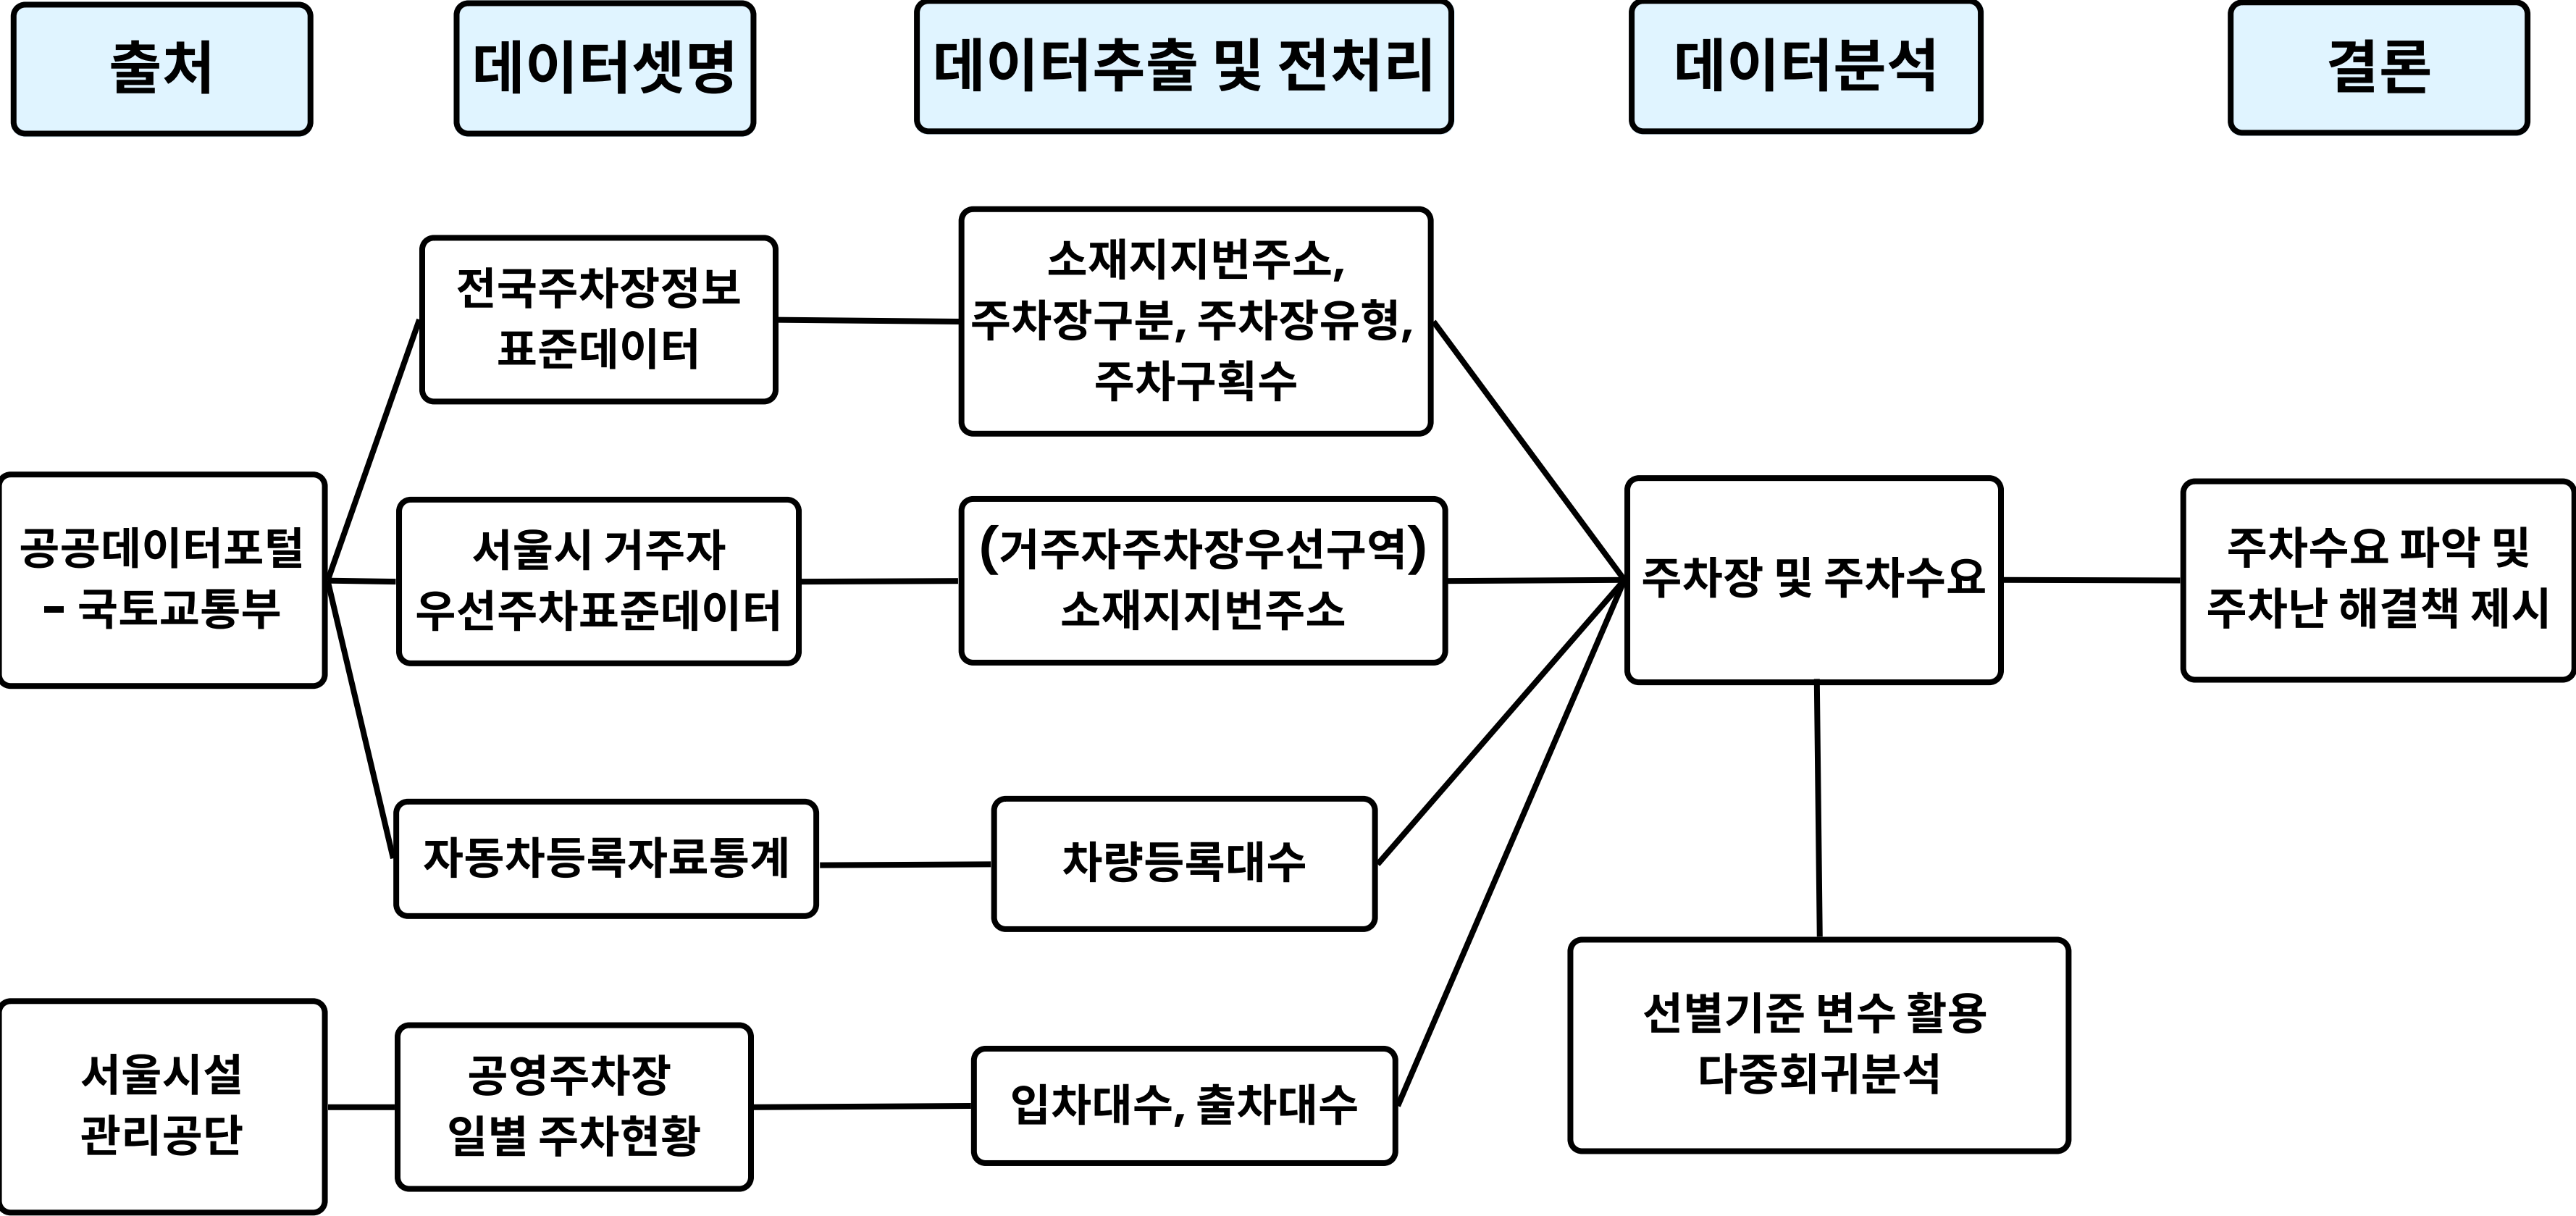 출처
데이터셋명
데이터추출 및 전처리
데이터분석
결론
공공데이터포털
- 국토교통부
서울시설
관리공단
전국주차장정보
표준데이터
서울시 거주자
우선주차표준데이터
자동차등록자료통계
공영주차장
일별 주차현황
소재지지번주소,
주차장구분, 주차장유형,
주차구획수
(거주자주차장우선구역)
소재지지번주소
차량등록대수
입차대수, 출차대수
주차장 및 주차수요
선별기준 변수 활용
다중회귀분석
주차수요 파악 및
주차난 해결책 제시